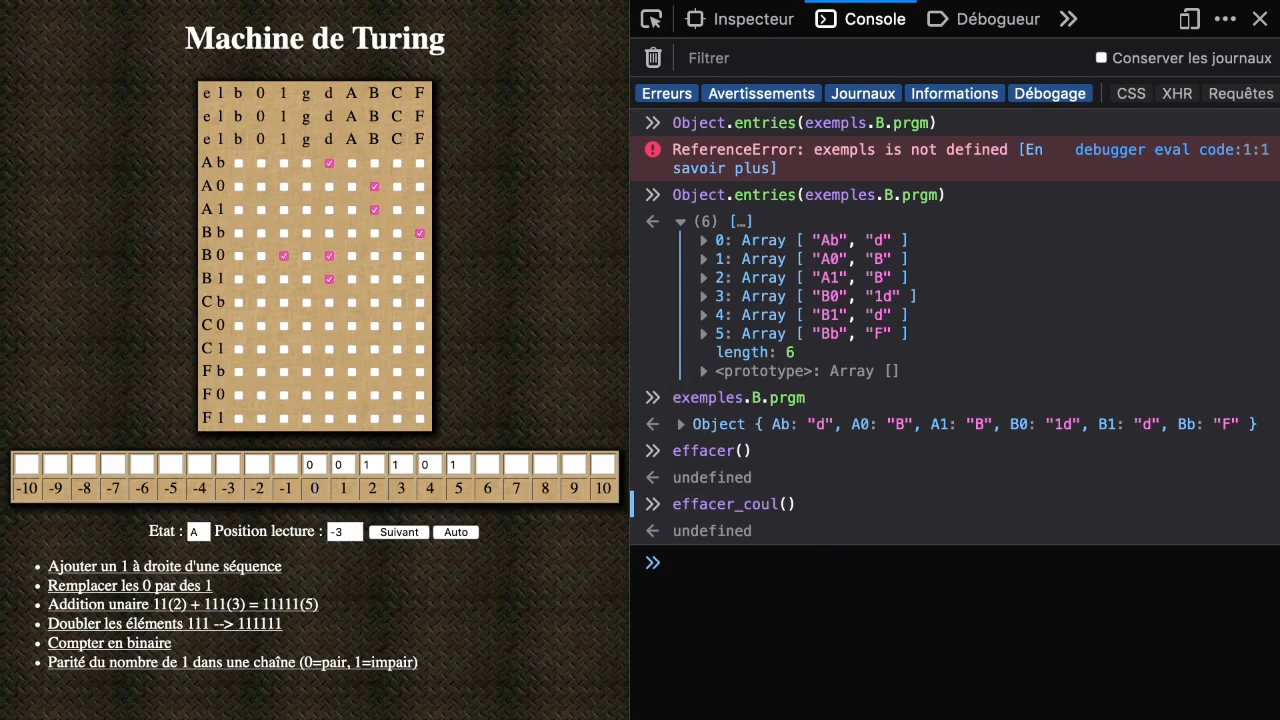 Machine de Turing
e l b 0 1 g d A B C F
e l b 0 1 g d A B C F
e l b 0 1 g d A B C F
A b
A 0
A 1
B b
B 0
B 1
C b
C 0
C 1
F b
F 0
F 1
0 0 1 1 0 1
-10 -9 -8 -7 -6 -5 -4 -3 -2 -1 0 1 2 3 4 5 6 7 8 9 10
Etat : A Position lecture : -3 Suivant Auto
• Ajouter un 1 à droite d'une séquence
• Remplacer les 0 par des 1
• Addition unaire 11(2) + 111(3) = 11111(5)
• Doubler les éléments 111 --> 111111
• Compter en binaire
• Parité du nombre de 1 dans une chaîne (0=pair, 1=impair)
Inspecteur Console Débogueur
Filtrer Conserver les journaux
Erreurs Avertissements Journaux Informations Débogage CSS XHR Requêtes
Object.entries(exempls.B.prgm)
ReferenceError: exempls is not defined [En debugger eval code:1:1
savoir plus]
Object.entries(exemples.B.prgm)
(6) […]
0: Array [ "Ab", "d" ]
1: Array [ "A0", "B" ]
2: Array [ "A1", "B" ]
3: Array [ "B0", "1d" ]
4: Array [ "B1", "d" ]
5: Array [ "Bb", "F" ]
length: 6
<prototype>: Array []
exemples.B.prgm
Object { Ab: "d", A0: "B", A1: "B", B0: "1d", B1: "d", Bb: "F" }
effacer()
undefined
effacer_coul()
undefined